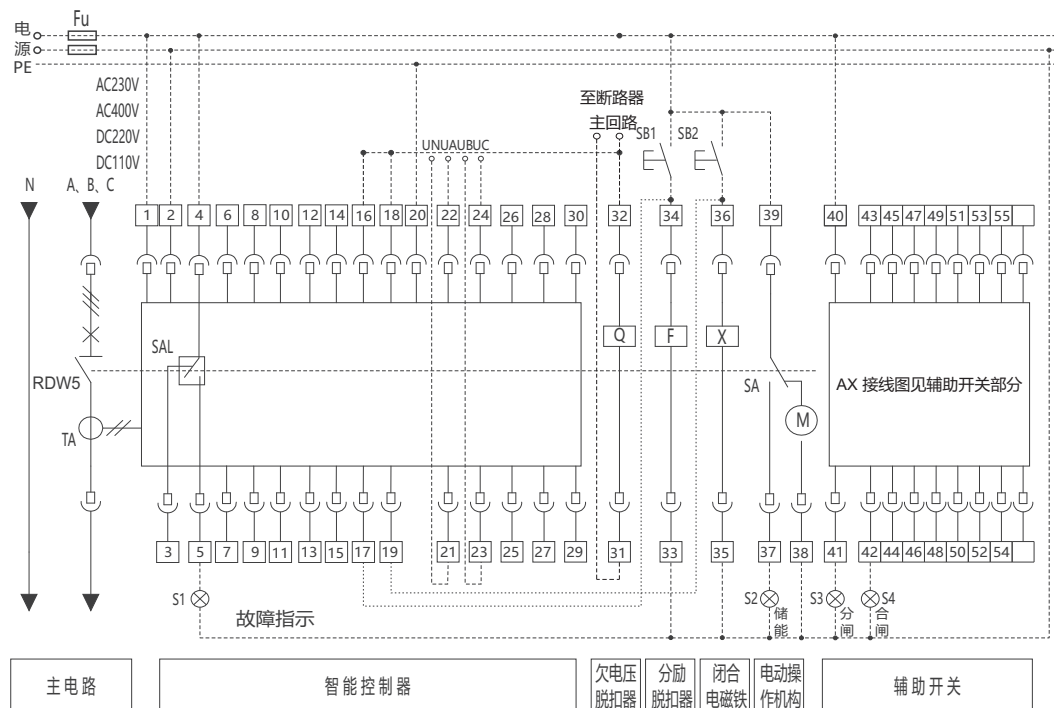 Fu
电
源
PE
AC230V
AC400V
DC220V
DC110V
至断路器
主回路
SB1
SB2
UNUAUBUC
N
A、B、C
1 2 4 6 8 10 12 14 16 18 20 22 24 26 28 30 32 34 36 39 40 43 45 47 49 51 53 55
Q F X
SAL
RDW5
SA
AX 接线图见辅助开关部分
M
TA
3 5 7 9 11 13 15 17 19 21 23 25 27 29 31 33 35 37 38 41 42 44 46 48 50 52 54
S1
S2
储
能
S3
分
闸
S4
合
闸
故障指示
主电路
智能控制器
欠电压
脱扣器
分励
脱扣器
闭合
电磁铁
电动操
作机构
辅助开关